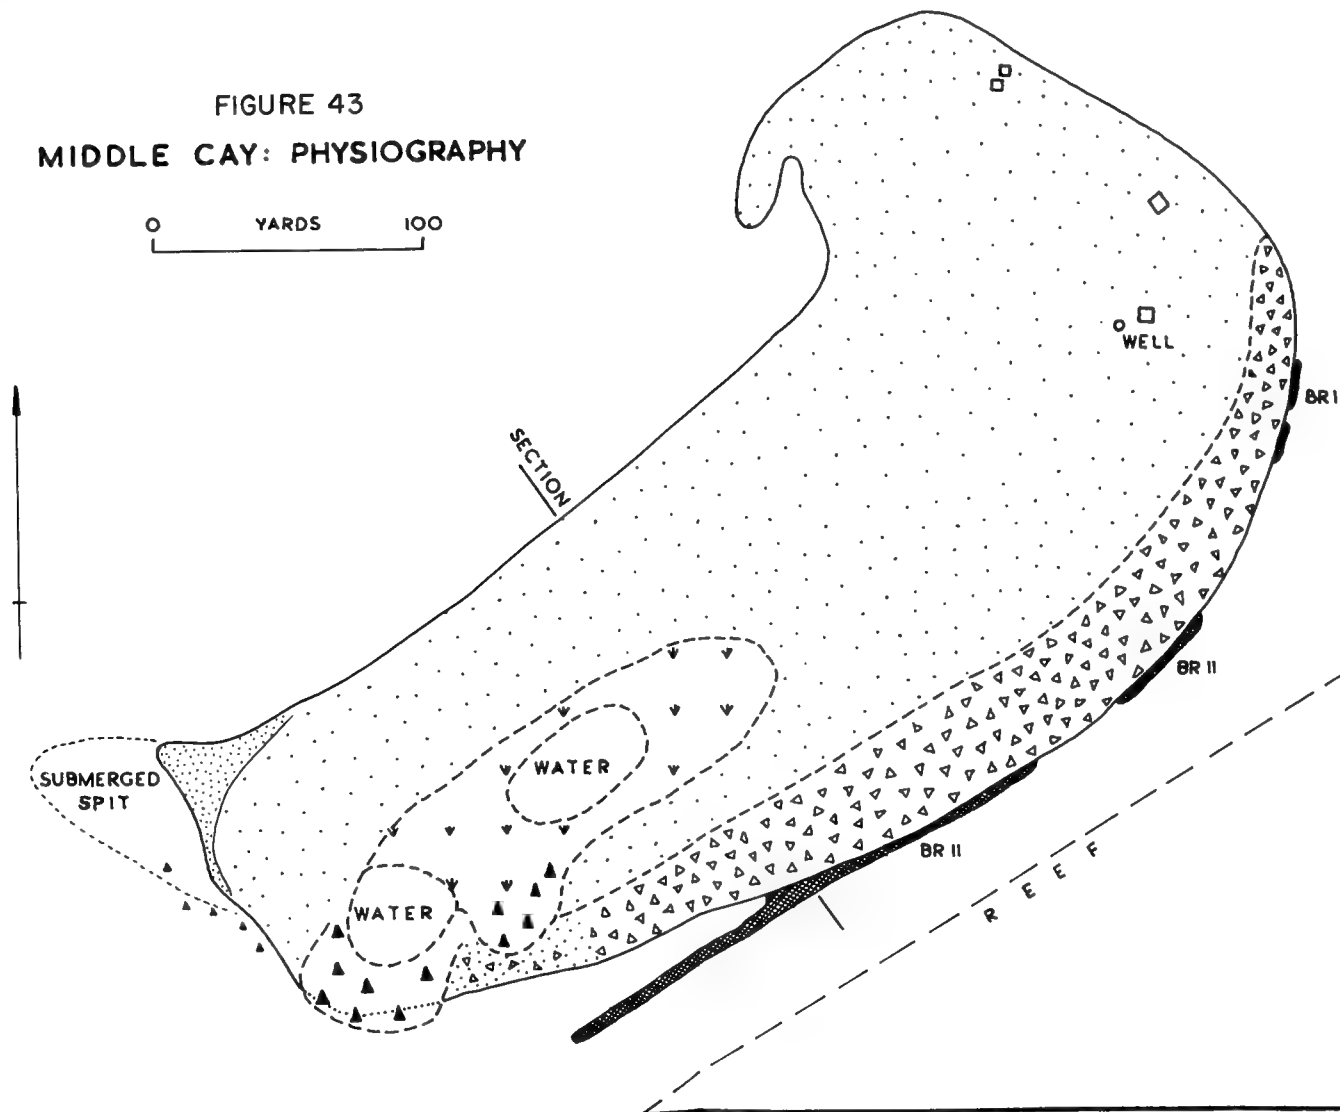 FIGURE 43
MIDDLE CAY: PHYSIOGRAPHY
0 YARDS 100
WELL
BR I
SECTION
BR II
SUBMERGED
SPIT
WATER
BR II
REEF
WATER